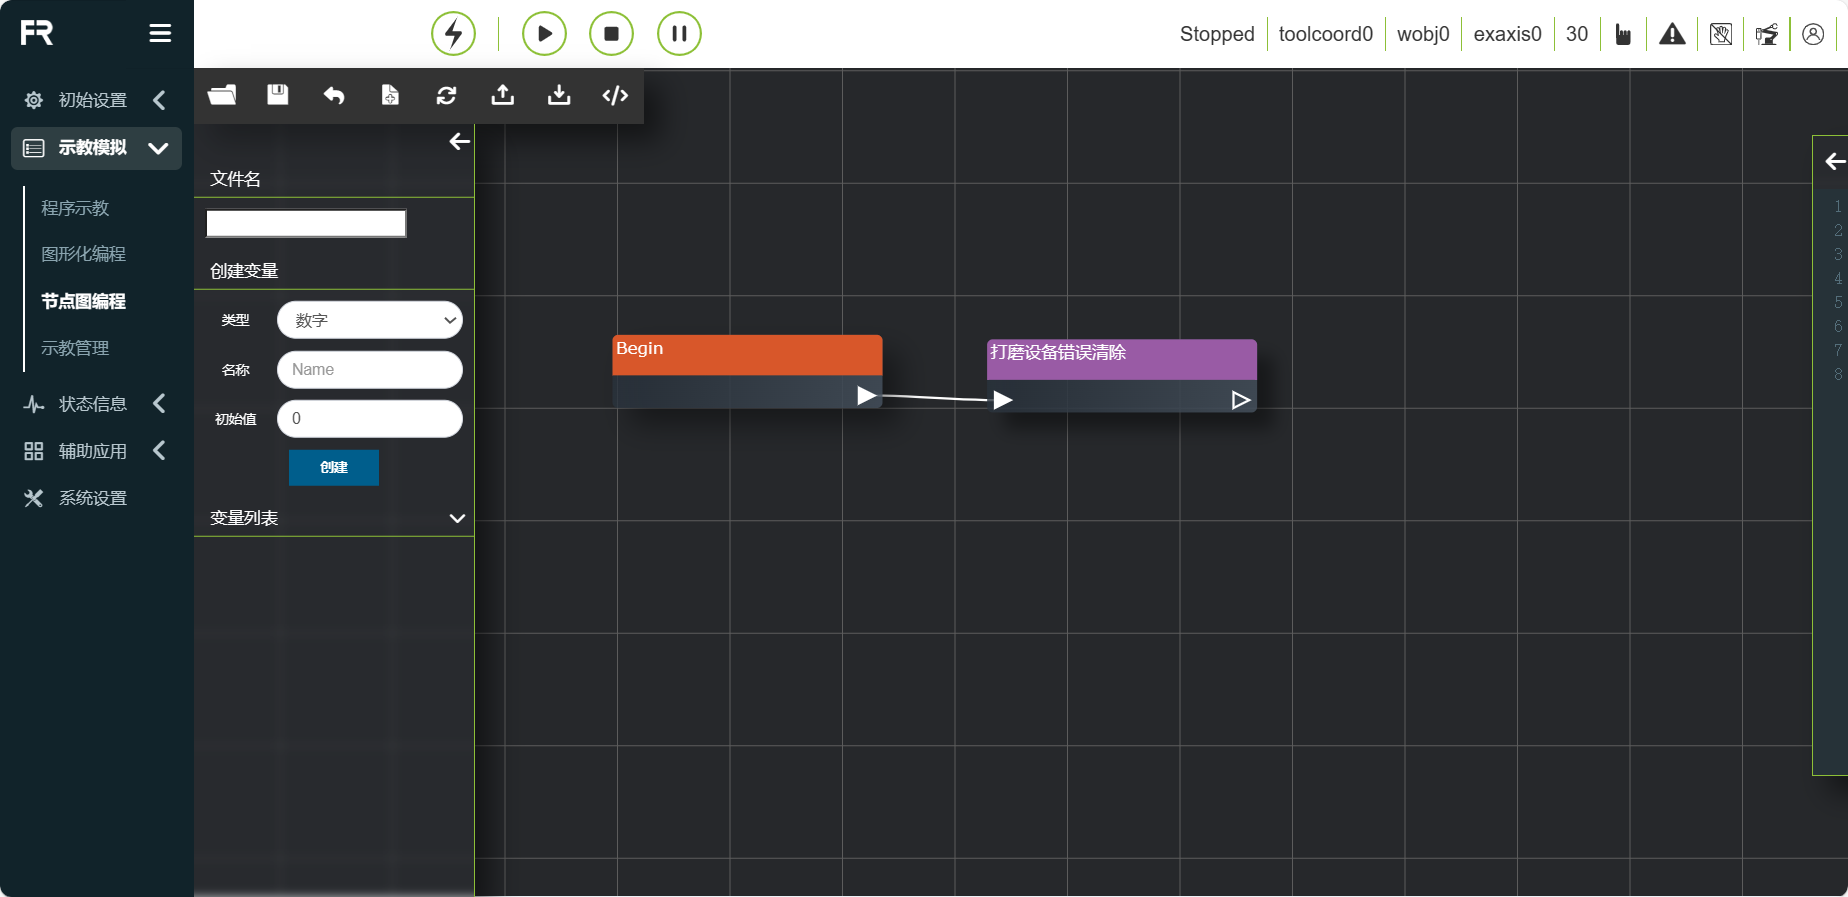 FR
Stopped
toolcoord0
wobj0
exaxis0
30
初始设置
示教模拟
程序示教
图形化编程
节点图编程
示教管理
状态信息
辅助应用
系统设置
文件名
创建变量
类型
数字
名称
Name
初始值
0
创建
变量列表
Begin
打磨设备错误清除
1
2
3
4
5
6
7
8